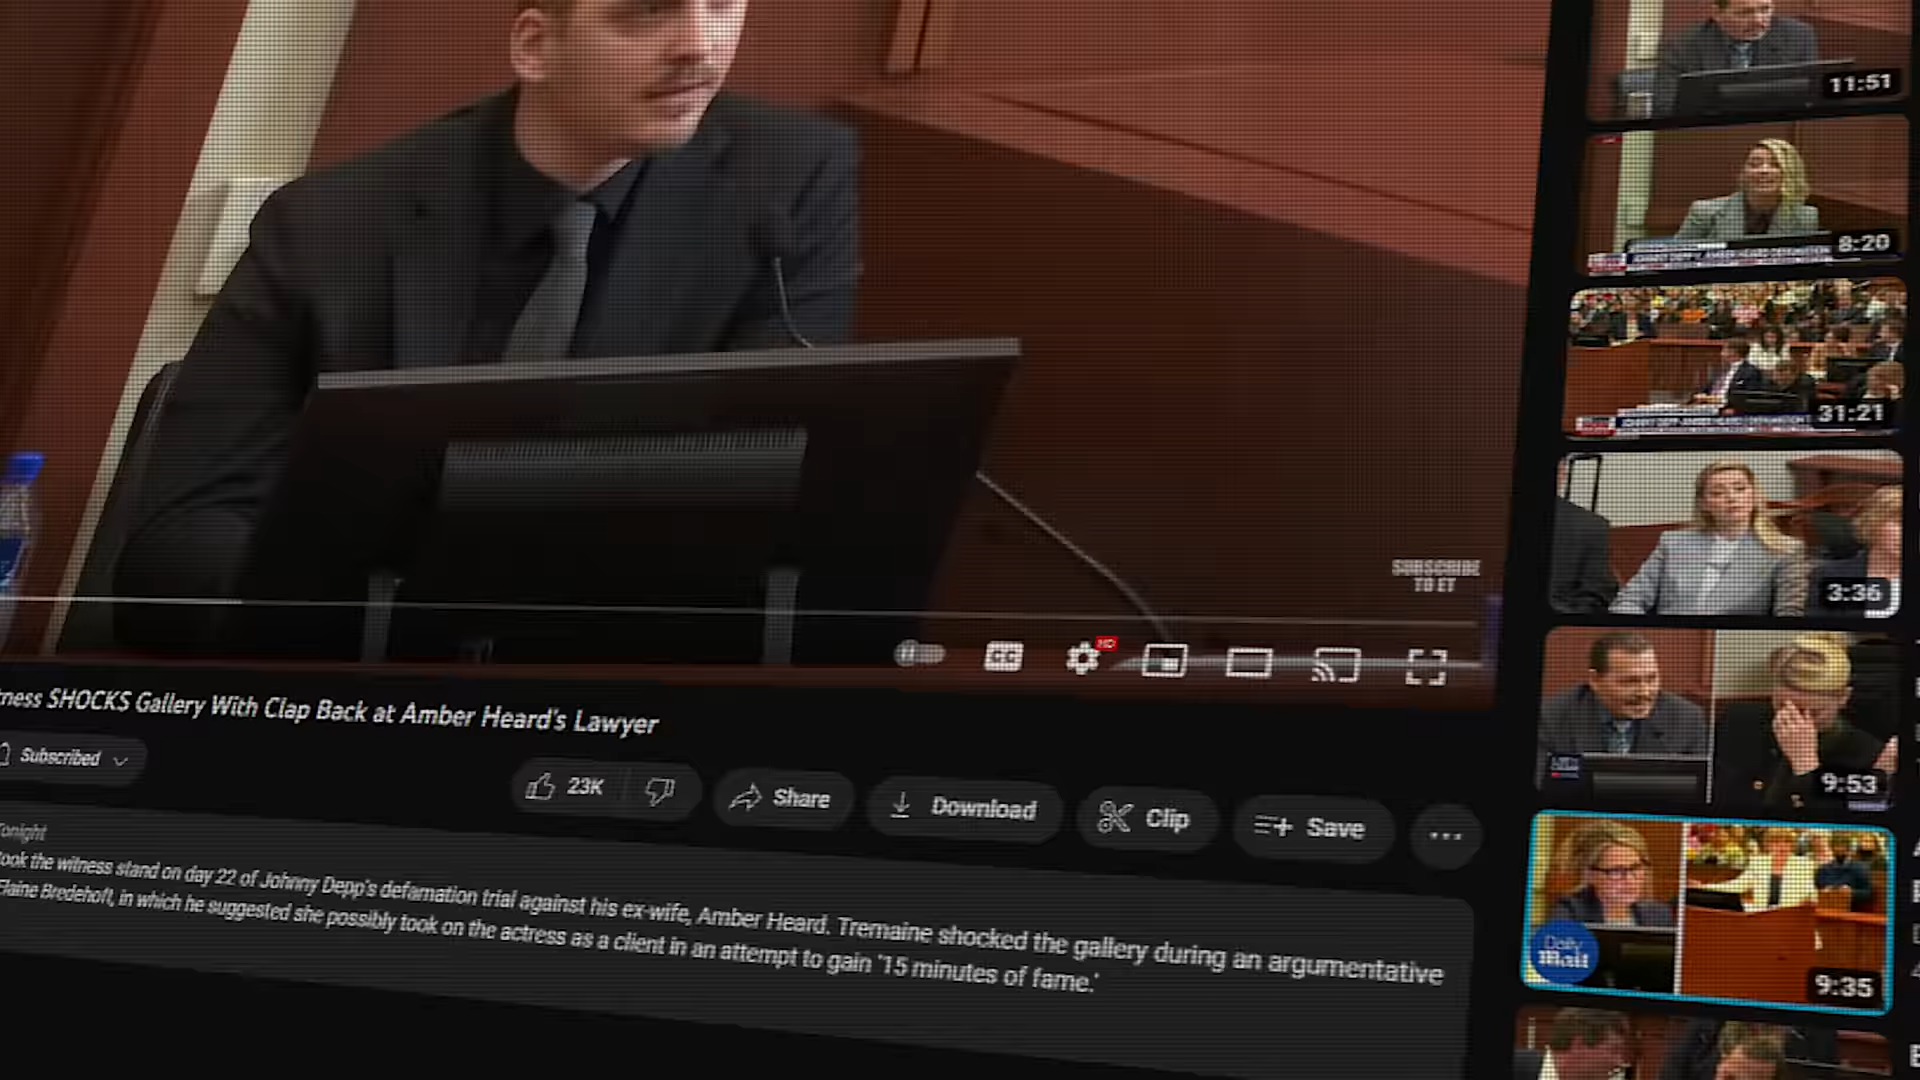 11:51
8:20
31:21
3:36
SUBSCRIBE
TO ET
CC
HD
ness SHOCKS Gallery With Clap Back at Amber Heard's Lawyer
Subscribed
23K
Share
Download
Clip
Save
9:53
Tonight
took the witness stand on day 22 of Johnny Depp's defamation trial against his ex-wife, Amber Heard. Tremaine shocked the gallery during an argumentative
Elaine Bredehoft, in which he suggested she possibly took on the actress as a client in an attempt to gain '15 minutes of fame.'
Daily
Mail
9:35